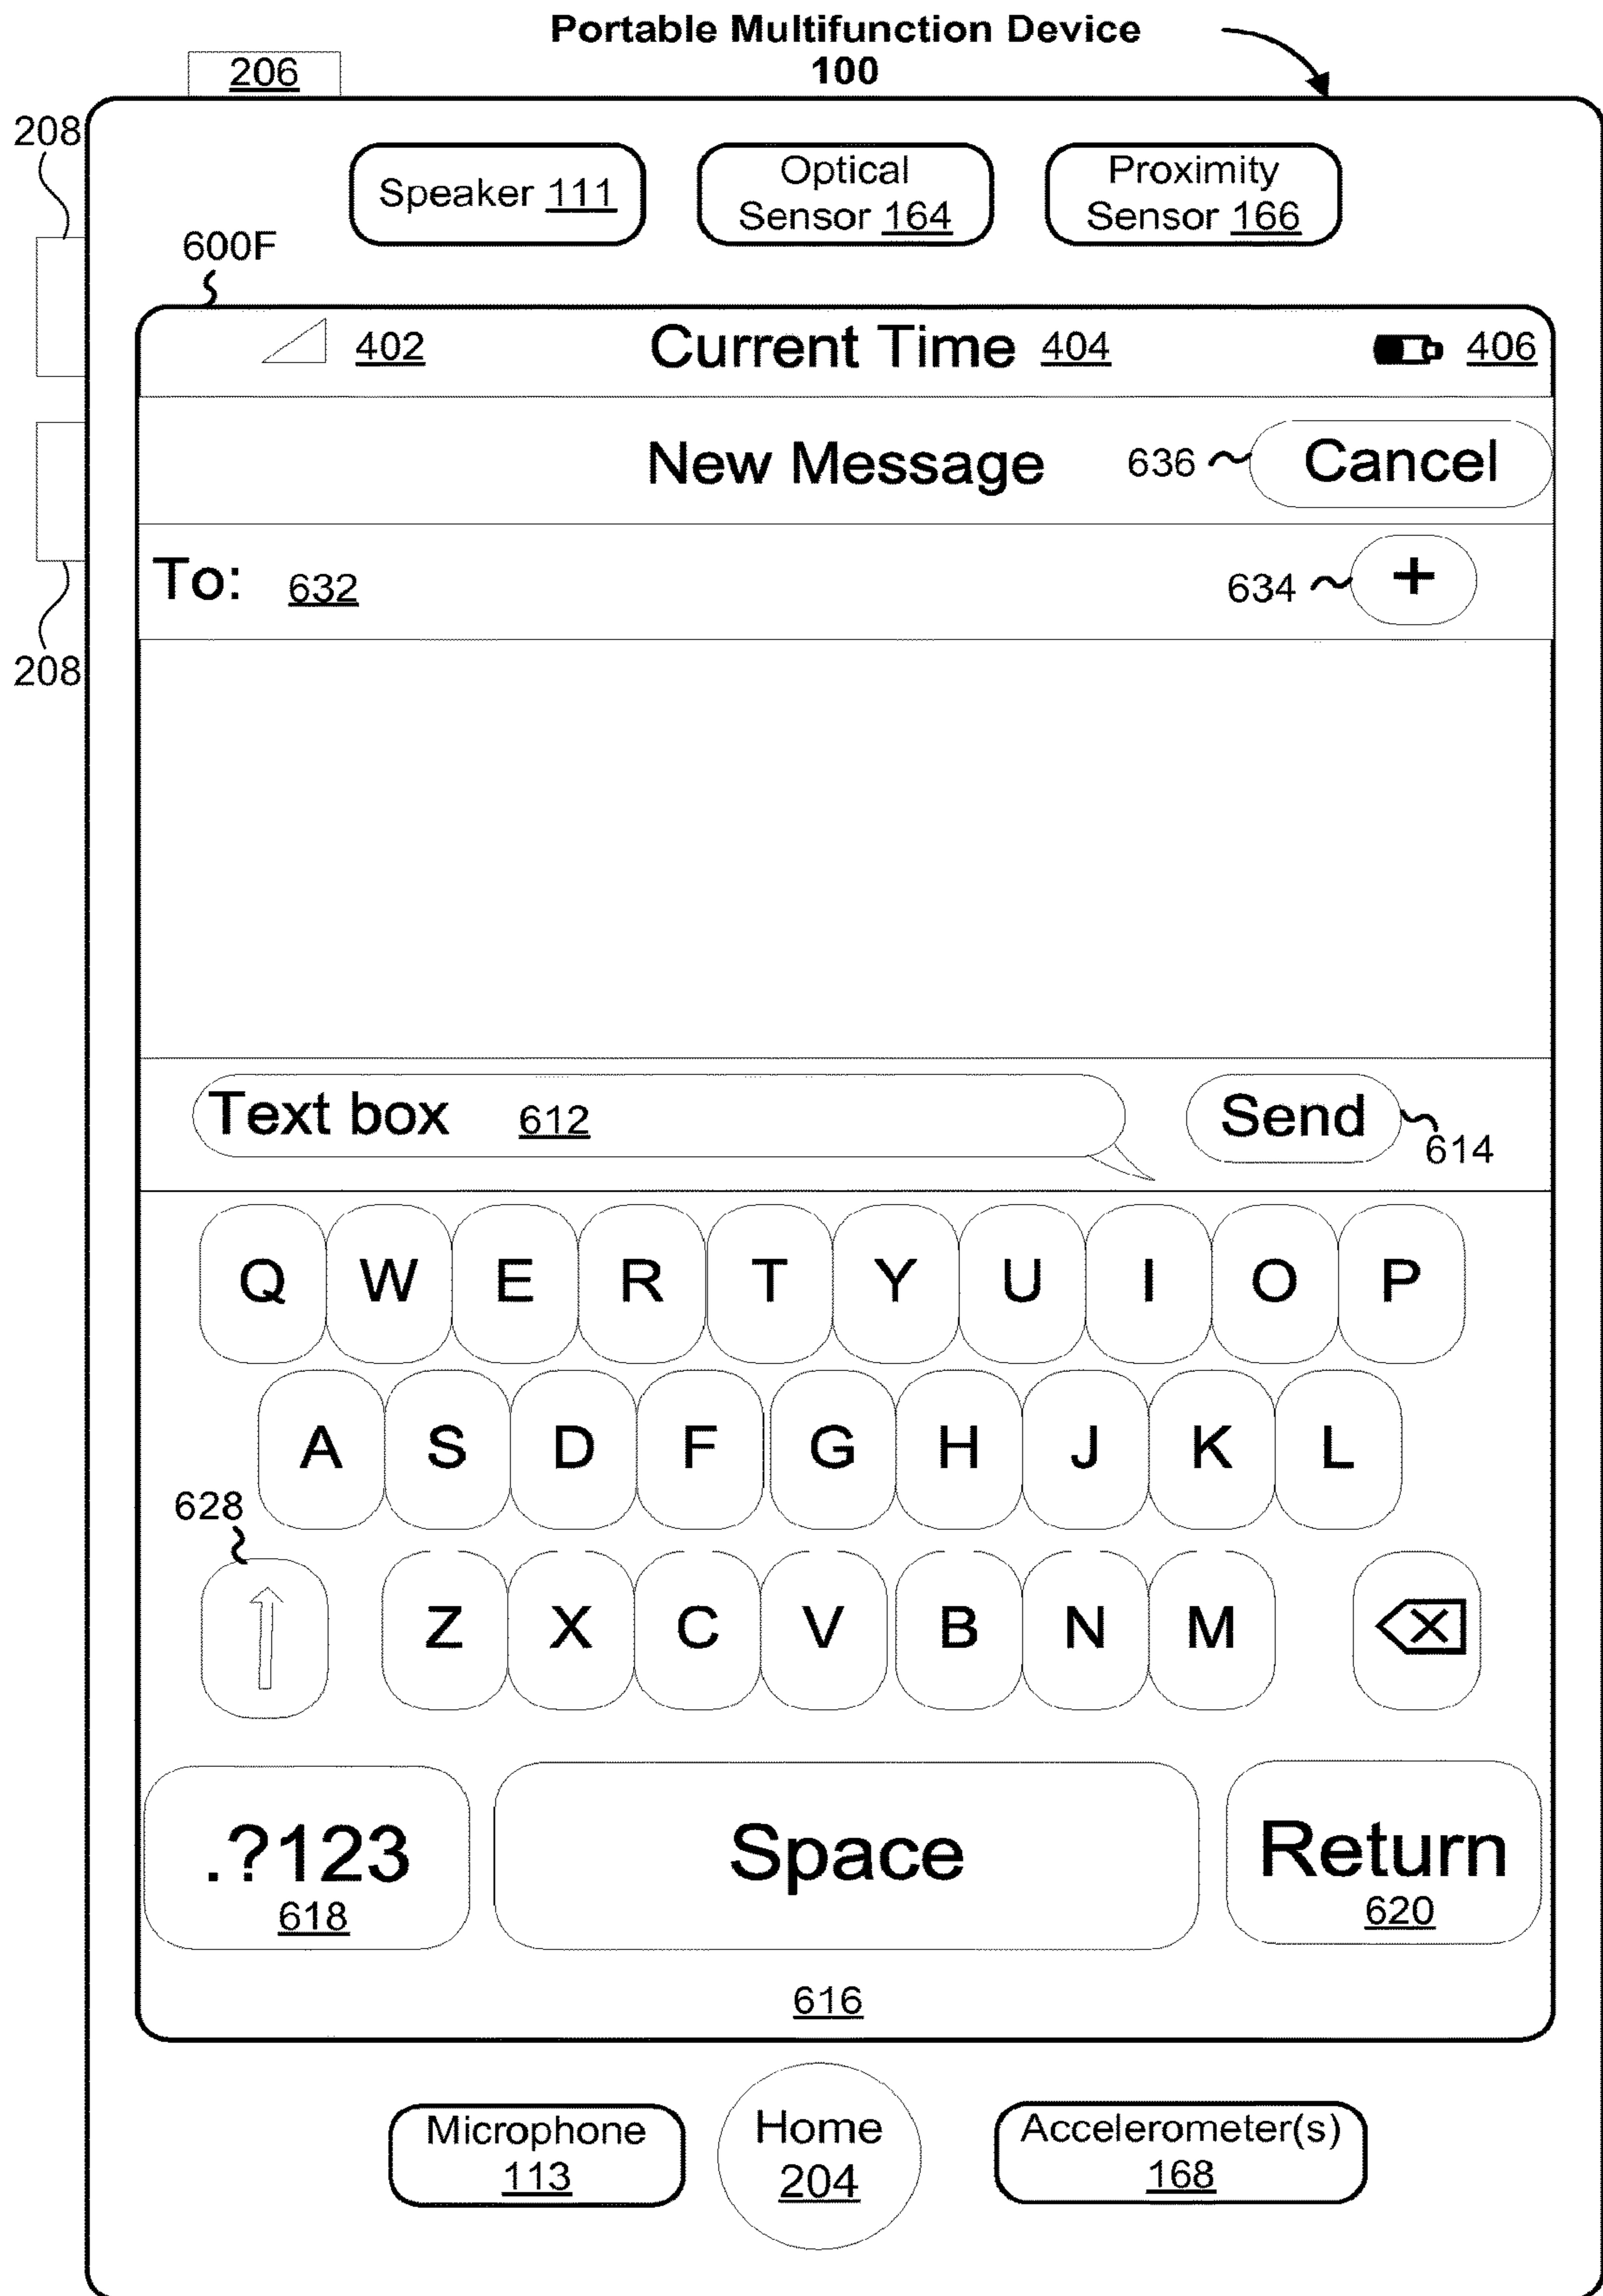 Portable Multifunction Device
100
206
208
Speaker 111
Optical
Sensor 164
Proximity
Sensor 166
600F
402
Current Time 404
406
New Message
636
Cancel
To: 632
634
+
208
Text box 612
Send
614
Q W E R T Y U I O P
A S D F G H J K L
628
Z X C V B N M
.?123
618
Space
Return
620
616
Microphone
113
Home
204
Accelerometer(s)
168